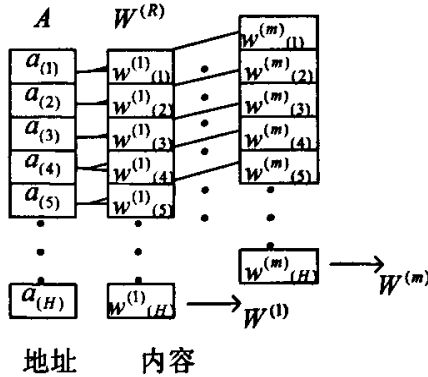 A W^{(R)}
a_{(1)} w^{(1)}_{(1)} w^{(m)}_{(1)}
a_{(2)} w^{(1)}_{(2)} w^{(m)}_{(2)}
a_{(3)} w^{(1)}_{(3)} w^{(m)}_{(3)}
a_{(4)} w^{(1)}_{(4)} w^{(m)}_{(4)}
a_{(5)} w^{(1)}_{(5)} w^{(m)}_{(5)}
a_{(H)} w^{(1)}_{(H)} W^{(1)} w^{(m)}_{(H)} W^{(m)}
地址 内容